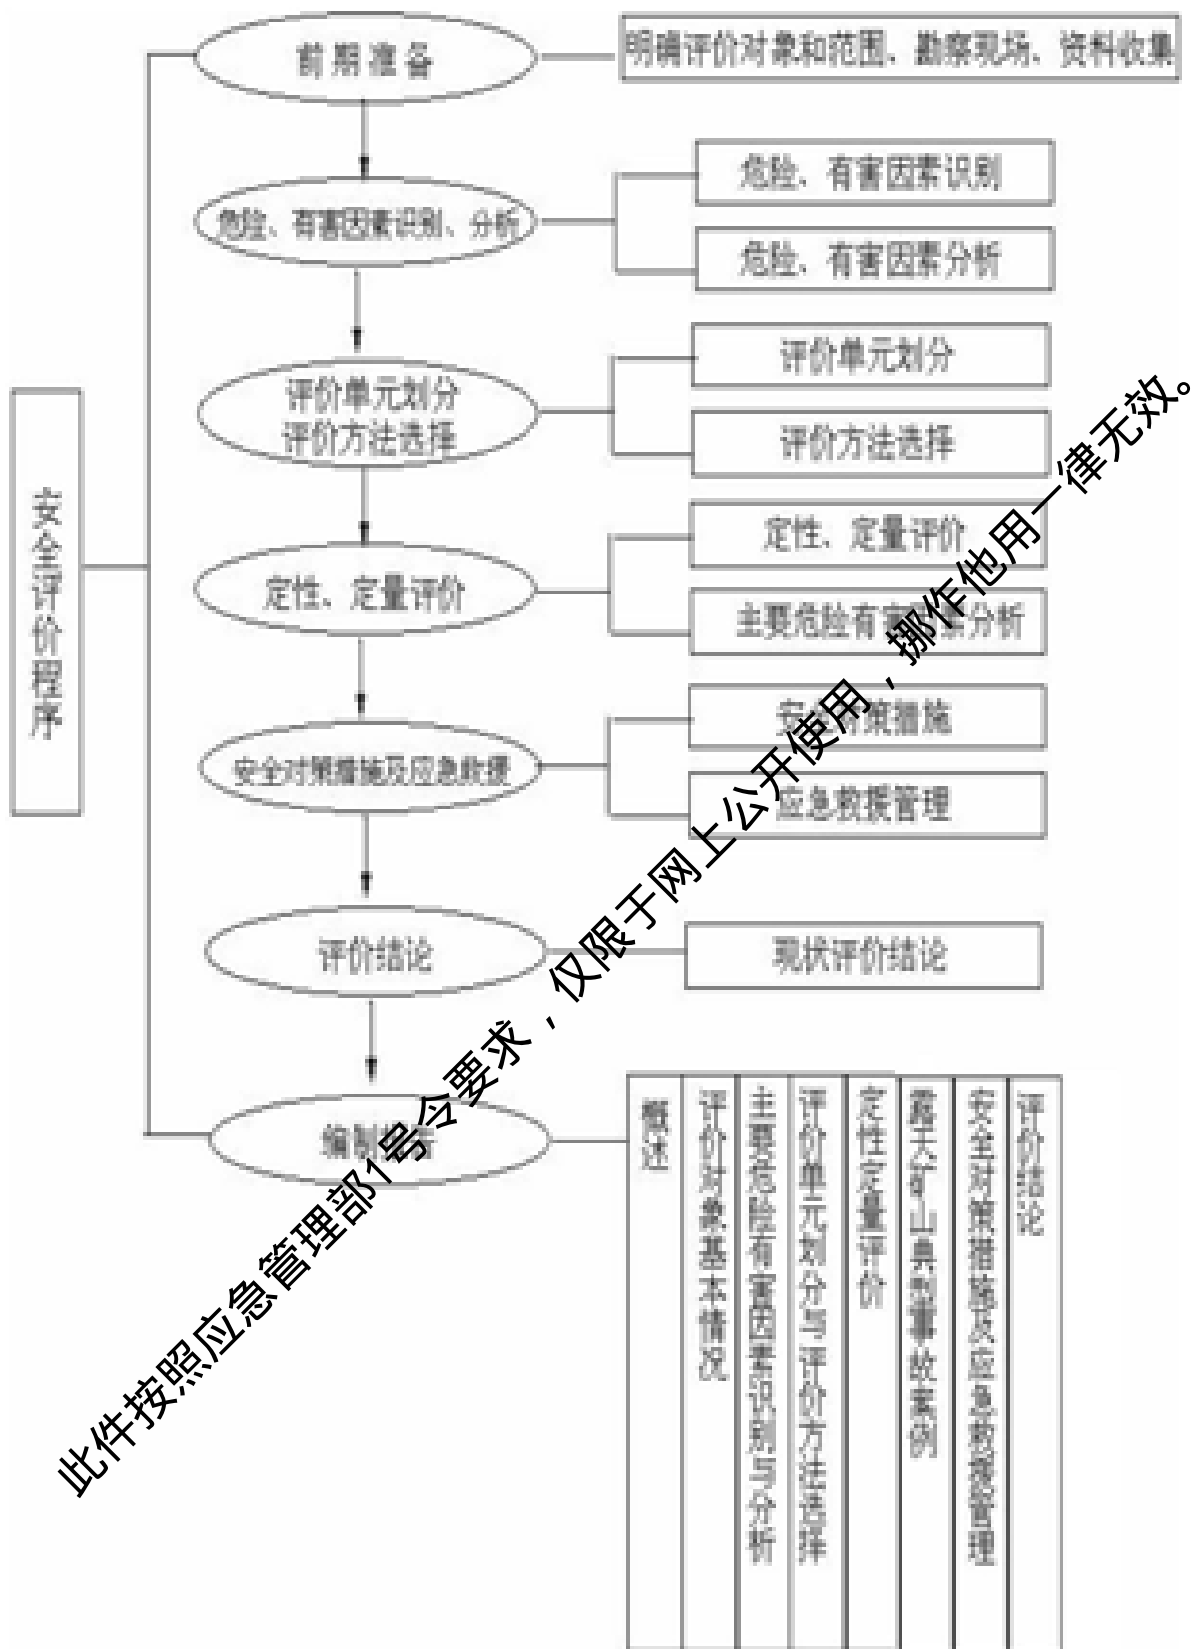 前期准备
明确评价对象和范围、勘察现场、资料收集
危险、有害因素识别、分析
危险、有害因素识别
危险、有害因素分析
评价单元划分
评价方法选择
评价单元划分
评价方法选择
安全评价程序
定性、定量评价
定性、定量评价
主要危险有害因素分析
安全对策措施及应急救援
安全对策措施
应急救援管理
评价结论
现状评价结论
编制报告
概况
评价对象基本情况
主要危险有害因素识别与分析
评价单元划分与评价方法选择
定性定量评价
露天矿山典型事故案例
安全对策措施及应急救援管理
评价结论
此件按照应急管理部1号令要求，仅限于网上公开使用，挪作他用一律无效。